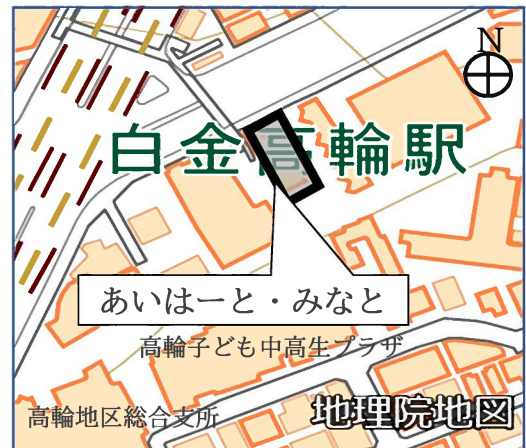 N
白金高輪駅
あいはーと・みなと
高輪子ども中高生プラザ
高輪地区総合支所
地理院地図